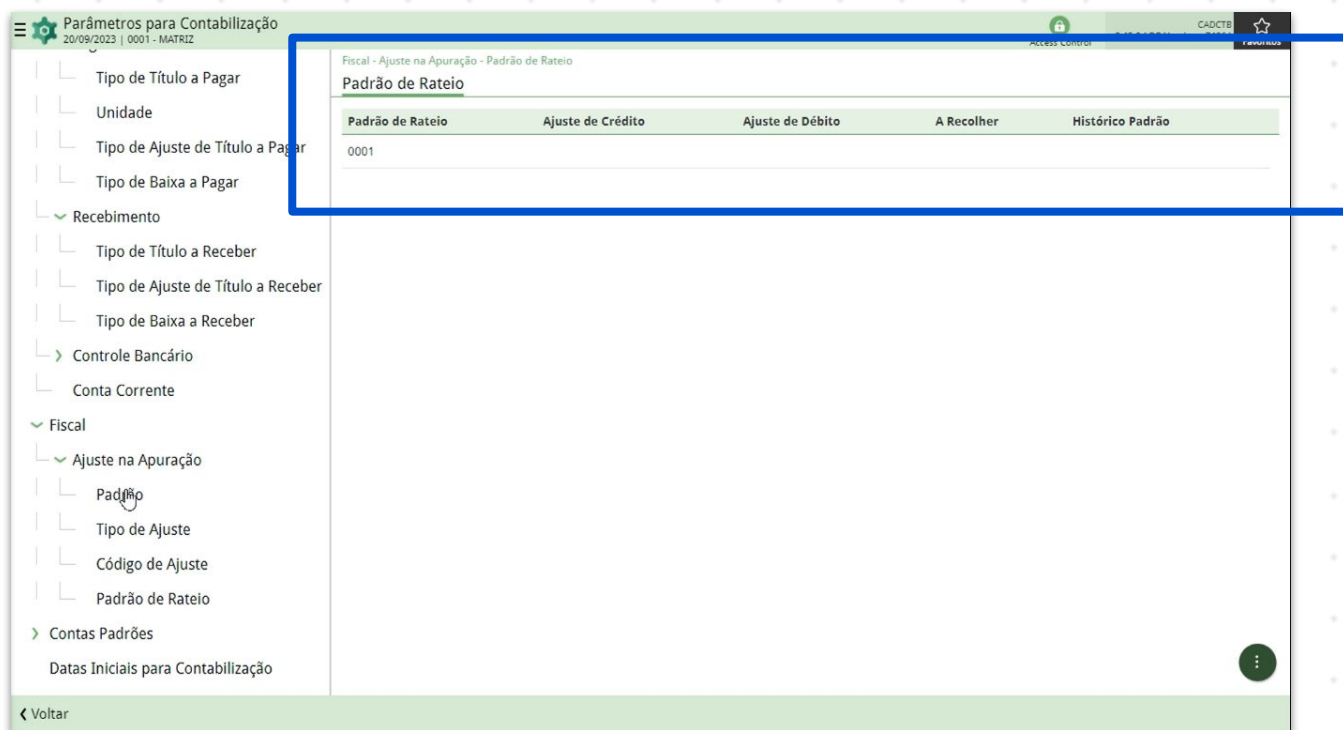 Parâmetros para Contabilização
20/09/2023 | 0001 - MATRIZ
Access Control
CADCTB
Favoritos
Tipo de Título a Pagar
Unidade
Tipo de Ajuste de Título a Pagar
Tipo de Baixa a Pagar
Recebimento
Tipo de Título a Receber
Tipo de Ajuste de Título a Receber
Tipo de Baixa a Receber
Controle Bancário
Conta Corrente
Fiscal
Ajuste na Apuração
Padrão
Tipo de Ajuste
Código de Ajuste
Padrão de Rateio
Contas Padrões
Datas Iniciais para Contabilização
Voltar
Fiscal - Ajuste na Apuração - Padrão de Rateio
Padrão de Rateio
Padrão de Rateio Ajuste de Crédito Ajuste de Débito A Recolher Histórico Padrão
0001